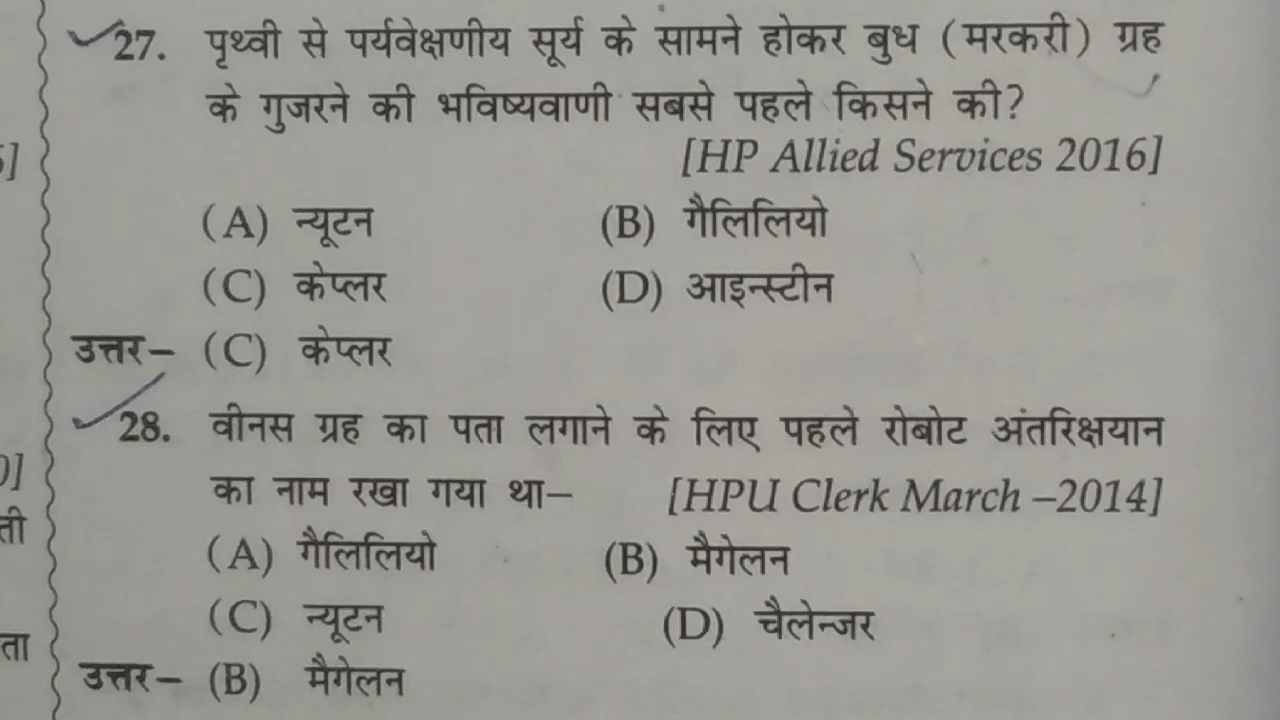 27. पृथ्वी से पर्यवेक्षणीय सूर्य के सामने होकर बुध (मरकरी) ग्रह
के गुजरने की भविष्यवाणी सबसे पहले किसने की?
[HP Allied Services 2016]
(A) न्यूटन (B) गैलिलियो
(C) केप्लर (D) आइन्स्टीन
उत्तर– (C) केप्लर
28. वीनस ग्रह का पता लगाने के लिए पहले रोबोट अंतरिक्षयान
का नाम रखा गया था– [HPU Clerk March –2014]
(A) गैलिलियो (B) मैगेलन
(C) न्यूटन (D) चैलेन्जर
उत्तर– (B) मैगेलन